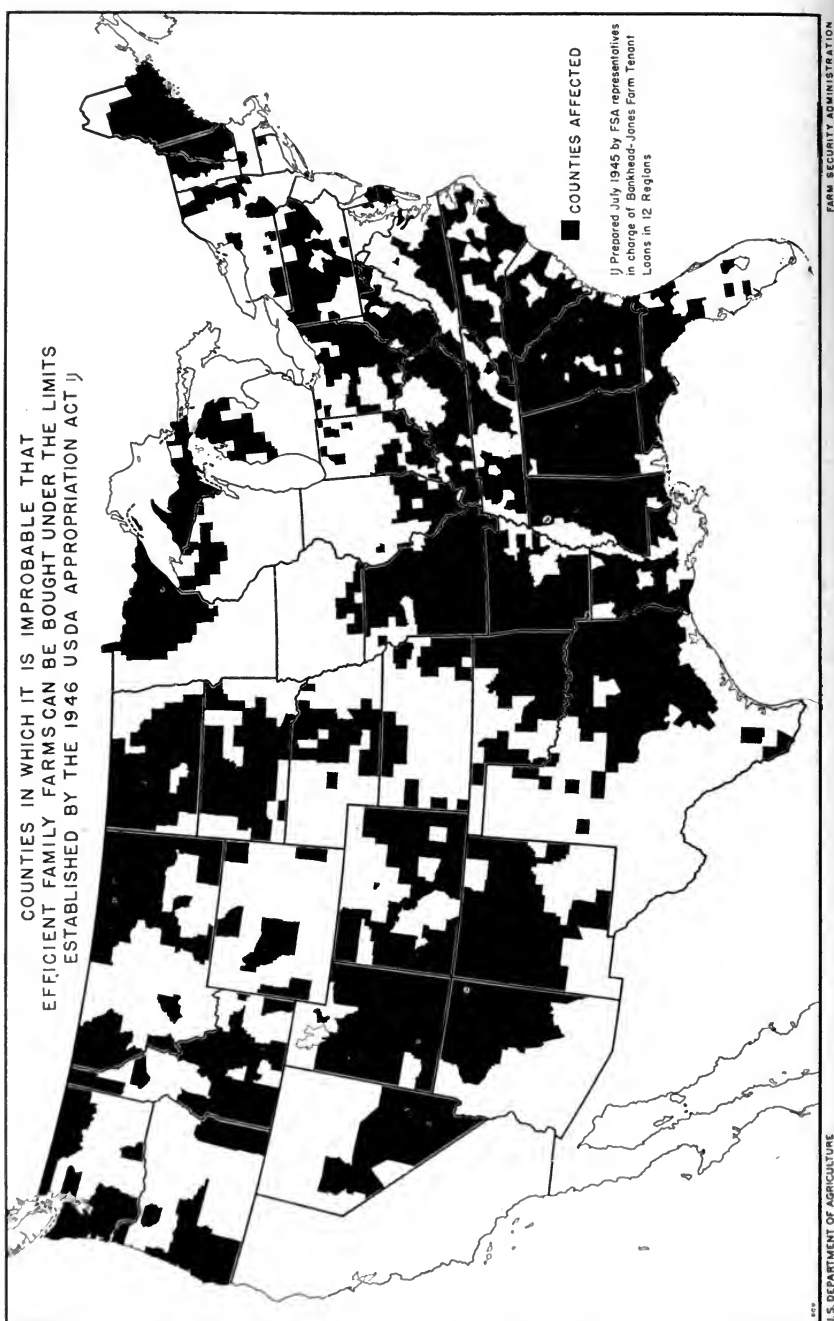 COUNTIES IN WHICH IT IS IMPROBABLE THAT
EFFICIENT FAMILY FARMS CAN BE BOUGHT UNDER THE LIMITS
ESTABLISHED BY THE 1946 USDA APPROPRIATION ACT 1/
COUNTIES AFFECTED
1/ Prepared July 1945 by FSA representatives
in charge of Bankhead-Jones Farm Tenant
Loans in 12 Regions
U.S. DEPARTMENT OF AGRICULTURE
FARM SECURITY ADMINISTRATION